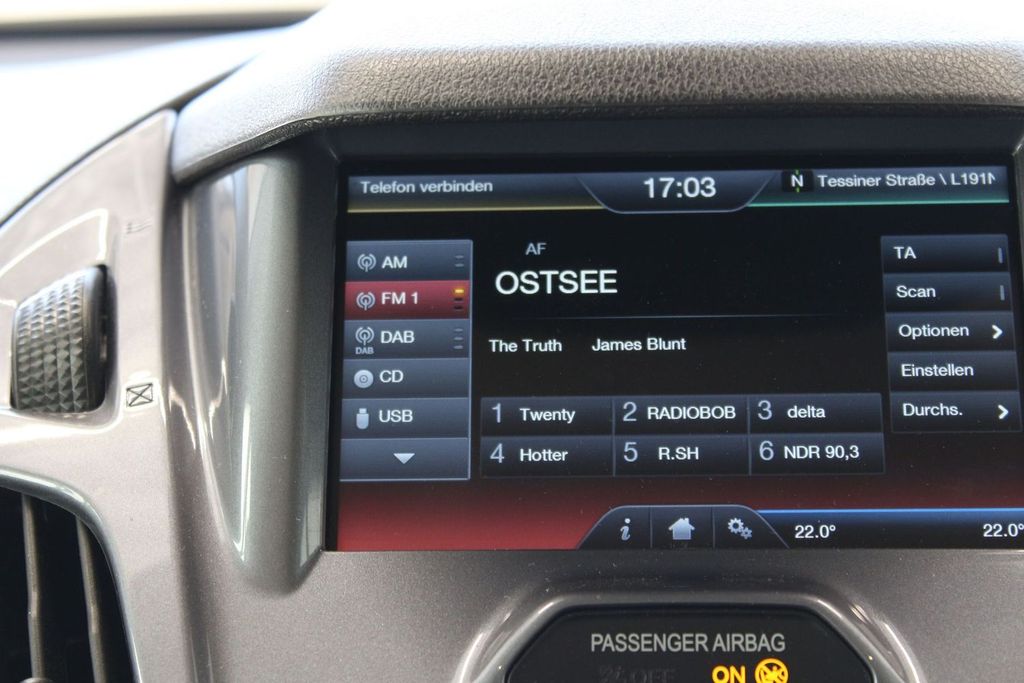 Telefon verbinden 17:03 N Tessiner Straße \ L191
AF
OSTSEE
The Truth James Blunt
AM
FM 1
DAB
DAB
CD
USB
TA
Scan
Optionen
Einstellen
Durchs.
1 Twenty 2 RADIOBOB 3 delta
4 Hotter 5 R.SH 6 NDR 90,3
i 22.0° 22.0°
PASSENGER AIRBAG
OFF ON